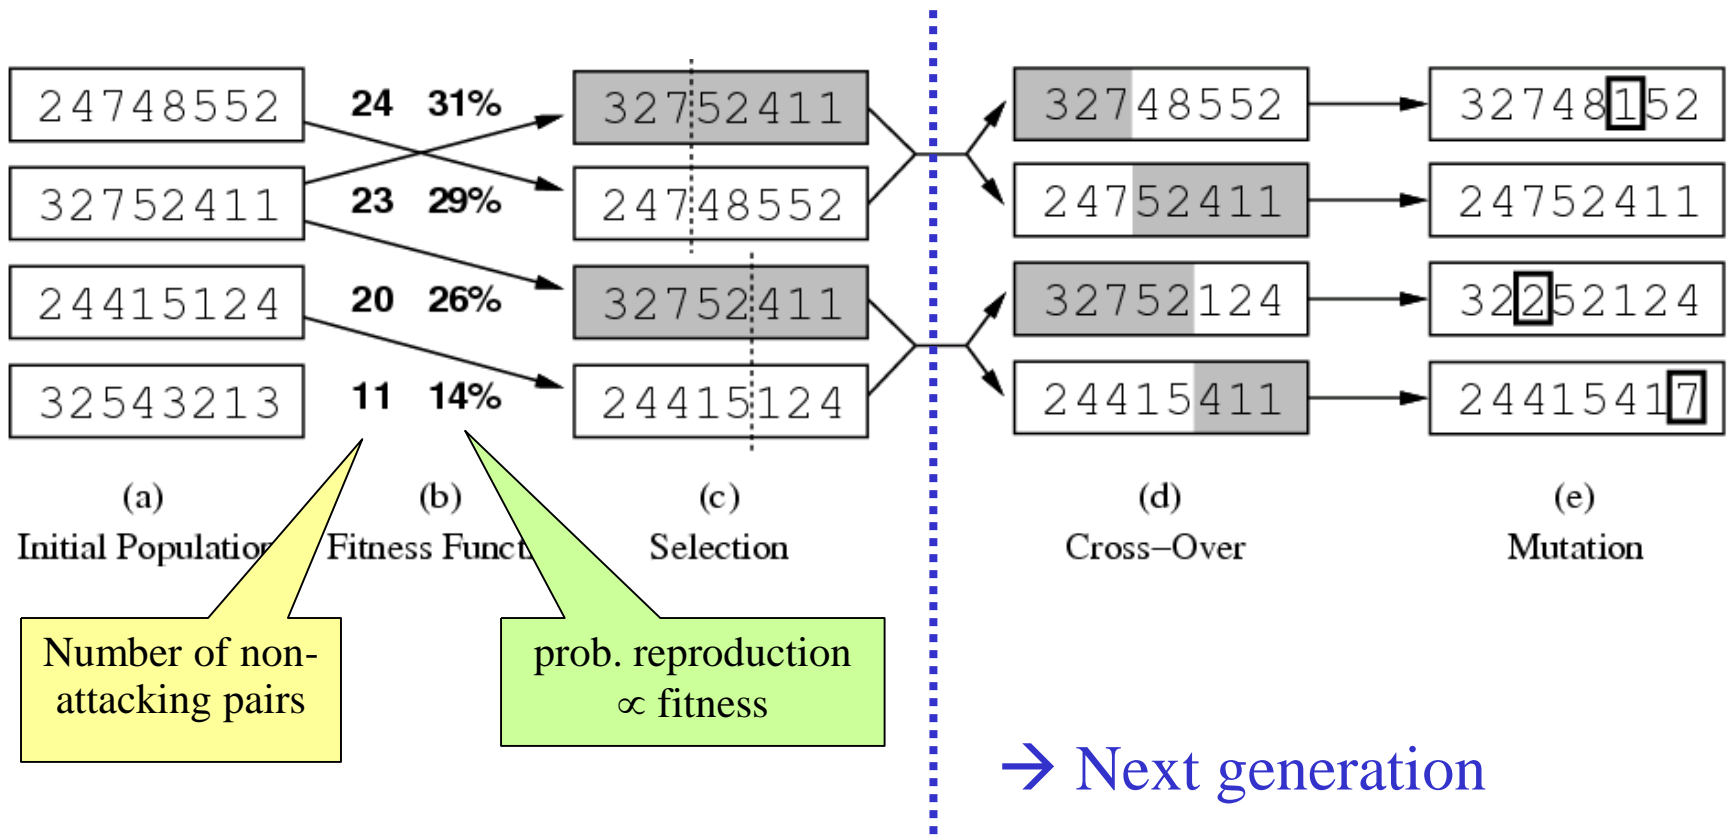 24748552 24 31% 32752411 32748552 32748152
32752411 23 29% 24748552 24752411 24752411
24415124 20 26% 32752411 32752124 32252124
32543213 11 14% 24415124 24415411 24415417
(a) (b) (c) (d) (e)
Initial Population Fitness Funct Selection Cross–Over Mutation
Number of non-
attacking pairs
prob. reproduction
∝ fitness
→ Next generation